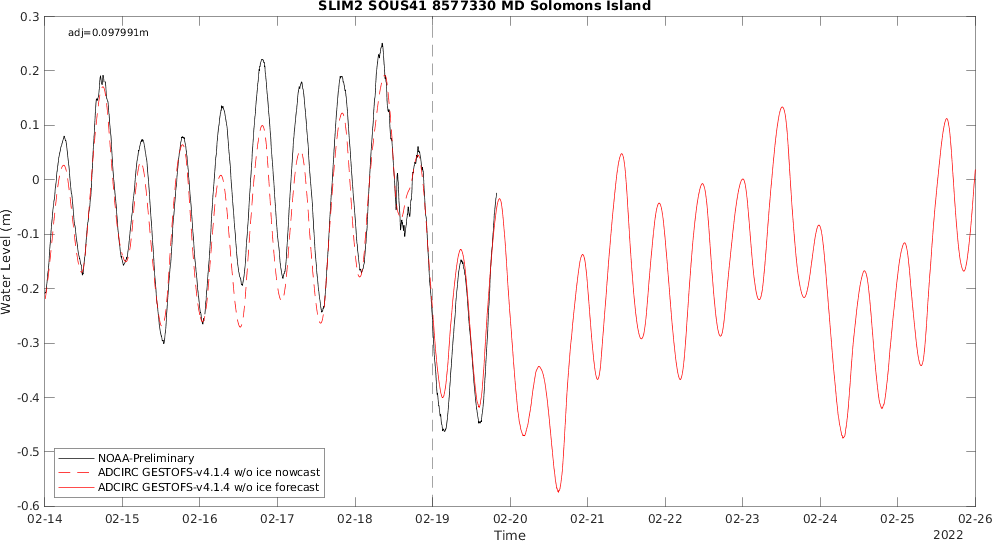 SLIM2 SOUS41 8577330 MD Solomons Island
adj=0.097991m
0.3
0.2
0.1
0
-0.1
-0.2
-0.3
-0.4
-0.5
-0.6
Water Level (m)
NOAA-Preliminary
ADCIRC GESTOFS-v4.1.4 w/o ice nowcast
ADCIRC GESTOFS-v4.1.4 w/o ice forecast
02-14 02-15 02-16 02-17 02-18 02-19 02-20 02-21 02-22 02-23 02-24 02-25 02-26
Time
2022